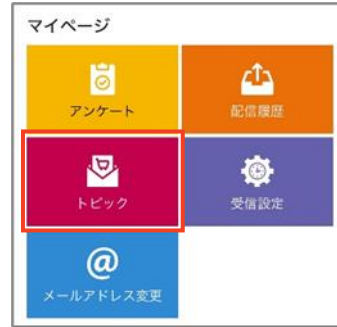 マイページ
アンケート
配信履歴
トピック
受信設定
@
メールアドレス変更